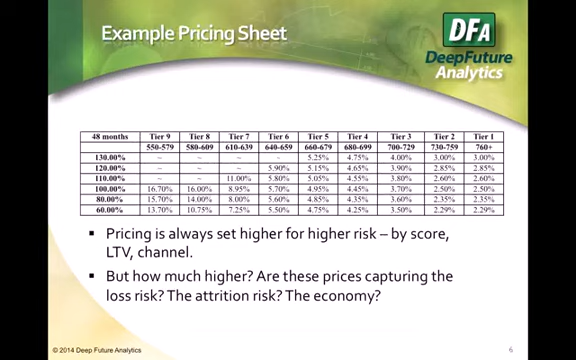 Example Pricing Sheet
DFA
DeepFuture
Analytics
48 months Tier 9 Tier 8 Tier 7 Tier 6 Tier 5 Tier 4 Tier 3 Tier 2 Tier 1
550-579 580-609 610-639 640-659 660-679 680-699 700-729 730-759 760+
130.00% ~ ~ ~ ~ 5.25% 4.75% 4.00% 3.00% 3.00%
120.00% ~ ~ ~ 5.90% 5.15% 4.65% 3.90% 2.85% 2.85%
110.00% ~ ~ 11.00% 5.80% 5.05% 4.55% 3.80% 2.60% 2.60%
100.00% 16.70% 16.00% 8.95% 5.70% 4.95% 4.45% 3.70% 2.50% 2.50%
80.00% 15.70% 14.00% 8.00% 5.60% 4.85% 4.35% 3.60% 2.35% 2.35%
60.00% 13.70% 10.75% 7.25% 5.50% 4.75% 4.25% 3.50% 2.29% 2.29%
▪ Pricing is always set higher for higher risk – by score,
LTV, channel.
▪ But how much higher? Are these prices capturing the
loss risk? The attrition risk? The economy?
© 2014 Deep Future Analytics
6